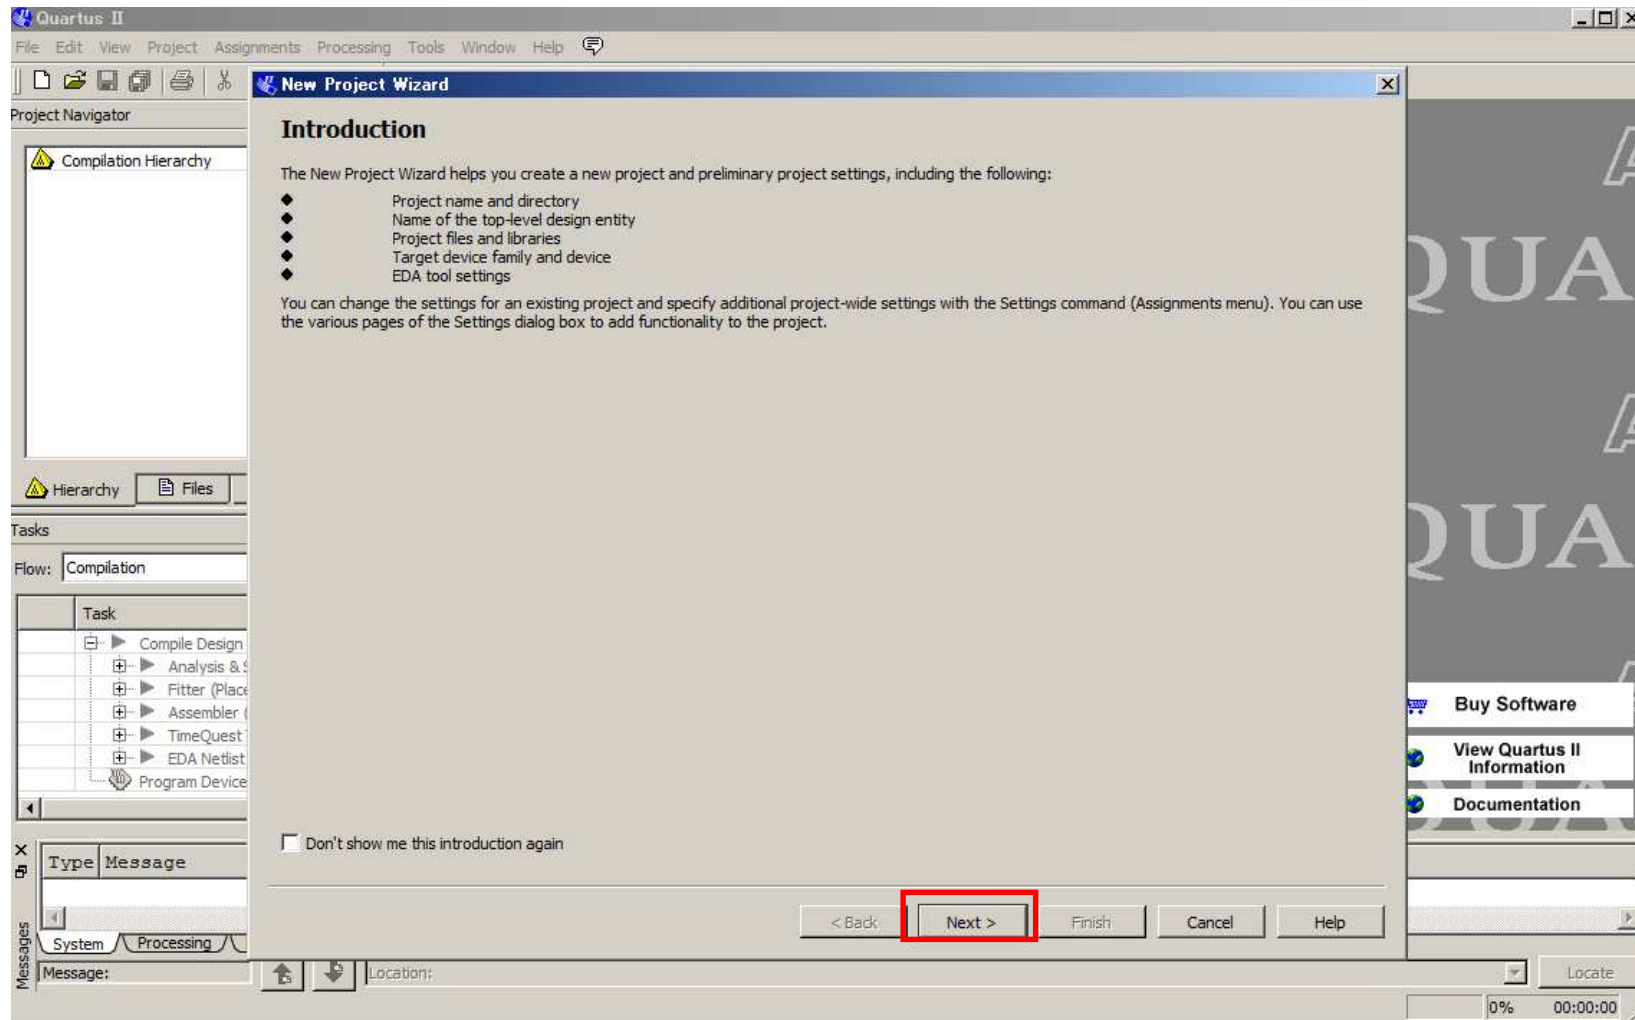 Quartus II
File Edit View Project Assignments Processing Tools Window Help
Project Navigator
Compilation Hierarchy
Hierarchy Files
Tasks
Flow: Compilation
Task
Compile Design
Analysis &
Fitter (Place
Assembler (
TimeQuest
EDA Netlist
Program Device
New Project Wizard
Introduction
The New Project Wizard helps you create a new project and preliminary project settings, including the following:
Project name and directory
Name of the top-level design entity
Project files and libraries
Target device family and device
EDA tool settings
You can change the settings for an existing project and specify additional project-wide settings with the Settings command (Assignments menu). You can use
the various pages of the Settings dialog box to add functionality to the project.
Don't show me this introduction again
< Back Next > Finish Cancel Help
QUA
QUA
Buy Software
View Quartus II
Information
Documentation
Type Message
System Processing
Messages
Message: Location: Locate
0% 00:00:00